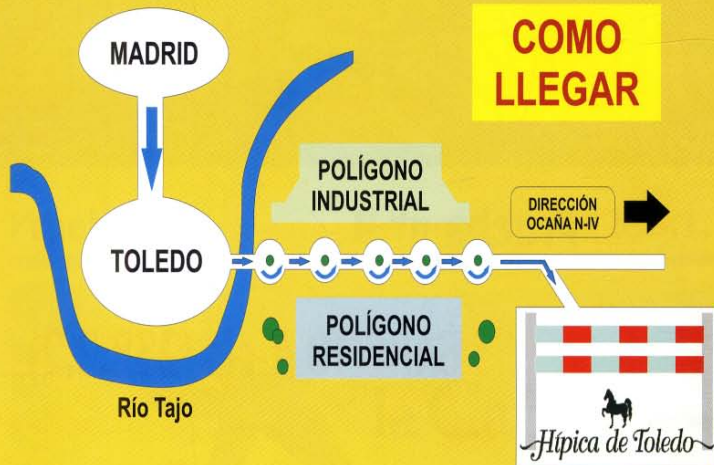 COMO
LLEGAR
MADRID
POLÍGONO
INDUSTRIAL
DIRECCIÓN
OCAÑA N-IV
TOLEDO
POLÍGONO
RESIDENCIAL
Río Tajo
Hípica de Toledo